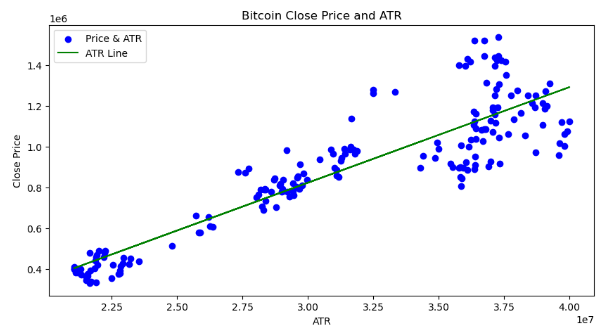 Bitcoin Close Price and ATR
1e6
Price & ATR
ATR Line
1.4
1.2
1.0
0.8
0.6
0.4
Close Price
2.25
2.50
2.75
3.00
3.25
3.50
3.75
4.00
1e7
ATR